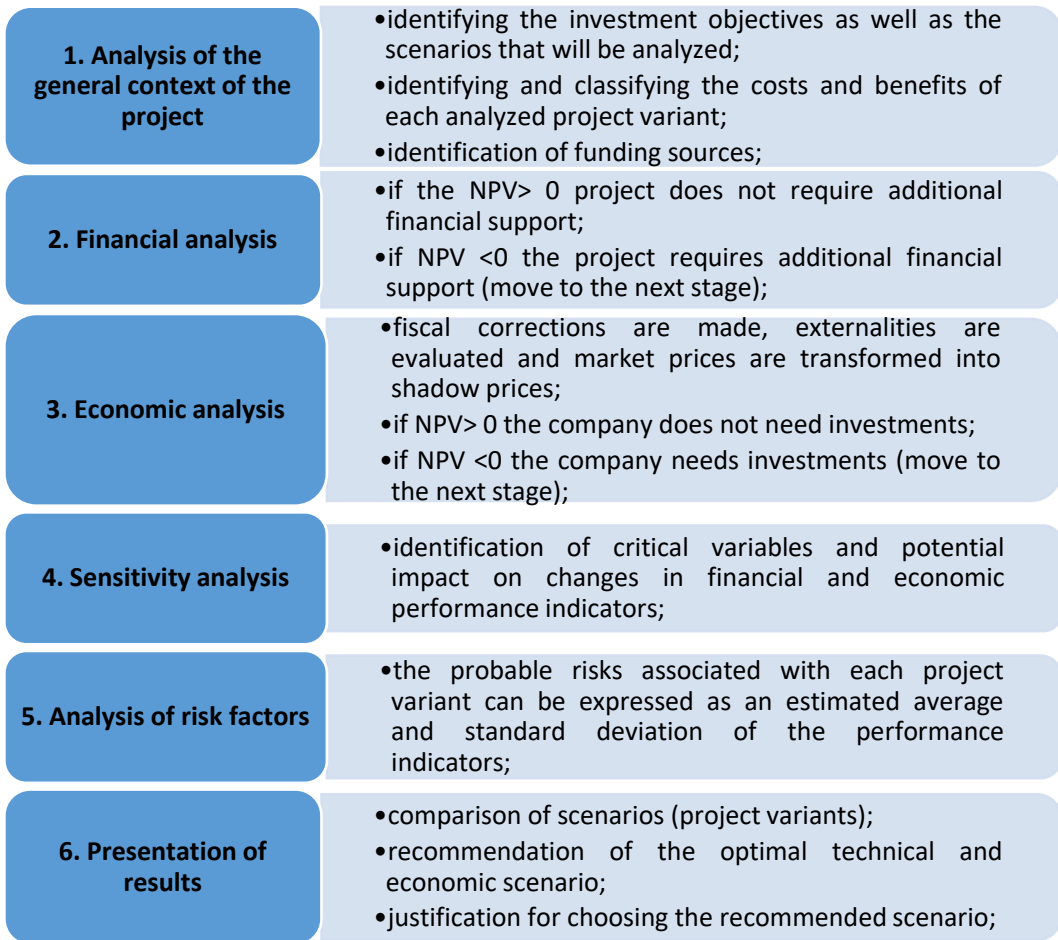 1. Analysis of the
general context of the
project
•identifying the investment objectives as well as the
scenarios that will be analyzed;
•identifying and classifying the costs and benefits of
each analyzed project variant;
•identification of funding sources;
2. Financial analysis
•if the NPV> 0 project does not require additional
financial support;
•if NPV <0 the project requires additional financial
support (move to the next stage);
3. Economic analysis
•fiscal corrections are made, externalities are
evaluated and market prices are transformed into
shadow prices;
•if NPV> 0 the company does not need investments;
•if NPV <0 the company needs investments (move to
the next stage);
4. Sensitivity analysis
•identification of critical variables and potential
impact on changes in financial and economic
performance indicators;
5. Analysis of risk factors
•the probable risks associated with each project
variant can be expressed as an estimated average
and standard deviation of the performance
indicators;
6. Presentation of
results
•comparison of scenarios (project variants);
•recommendation of the optimal technical and
economic scenario;
•justification for choosing the recommended scenario;